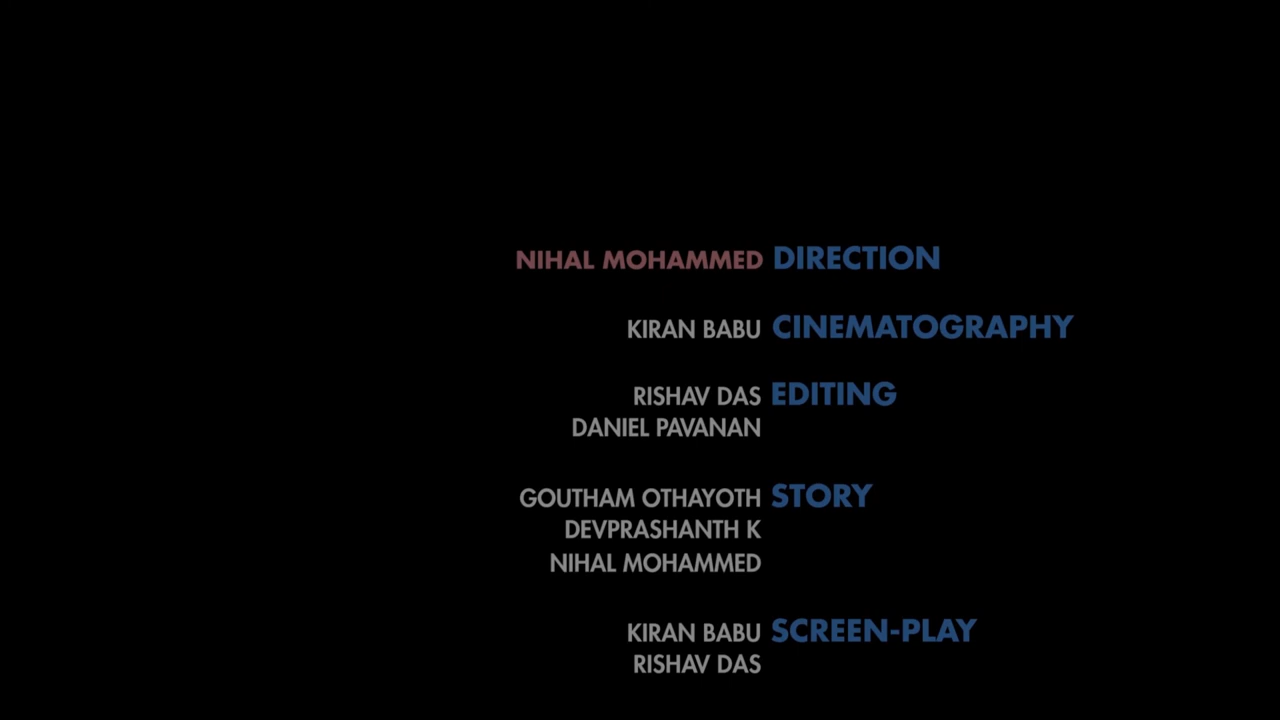 NIHAL MOHAMMED DIRECTION
KIRAN BABU CINEMATOGRAPHY
RISHAV DAS EDITING
DANIEL PAVANAN
GOUTHAM OTHAYOTH STORY
DEVPRASHANTH K
NIHAL MOHAMMED
KIRAN BABU SCREEN-PLAY
RISHAV DAS